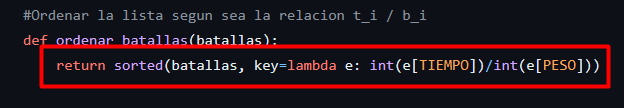 #Ordenar la lista segun sea la relacion t_i / b_i
def ordenar_batallas(batallas):
return sorted(batallas, key=lambda e: int(e[TIEMPO])/int(e[PESO]))